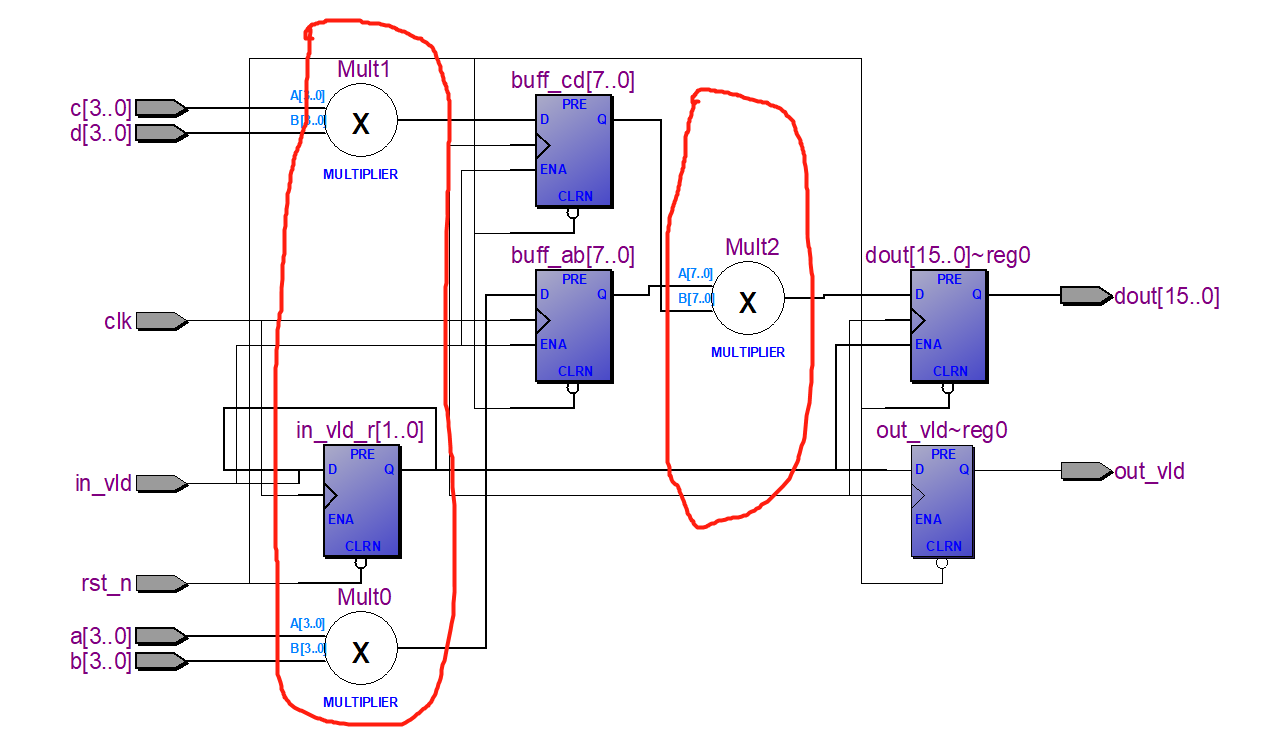 Mult1
A[3..0]
B[3..0]
X
MULTIPLIER
c[3..0]
d[3..0]
buff_cd[7..0]
PRE
D
Q
ENA
CLRN
buff_ab[7..0]
PRE
D
Q
ENA
CLRN
Mult2
A[7..0]
B[7..0]
X
MULTIPLIER
dout[15..0]~reg0
PRE
D
Q
ENA
CLRN
dout[15..0]
clk
in_vld_r[1..0]
PRE
D
Q
ENA
CLRN
out_vld~reg0
PRE
D
Q
ENA
CLRN
out_vld
in_vld
rst_n
Mult0
A[3..0]
B[3..0]
X
MULTIPLIER
a[3..0]
b[3..0]